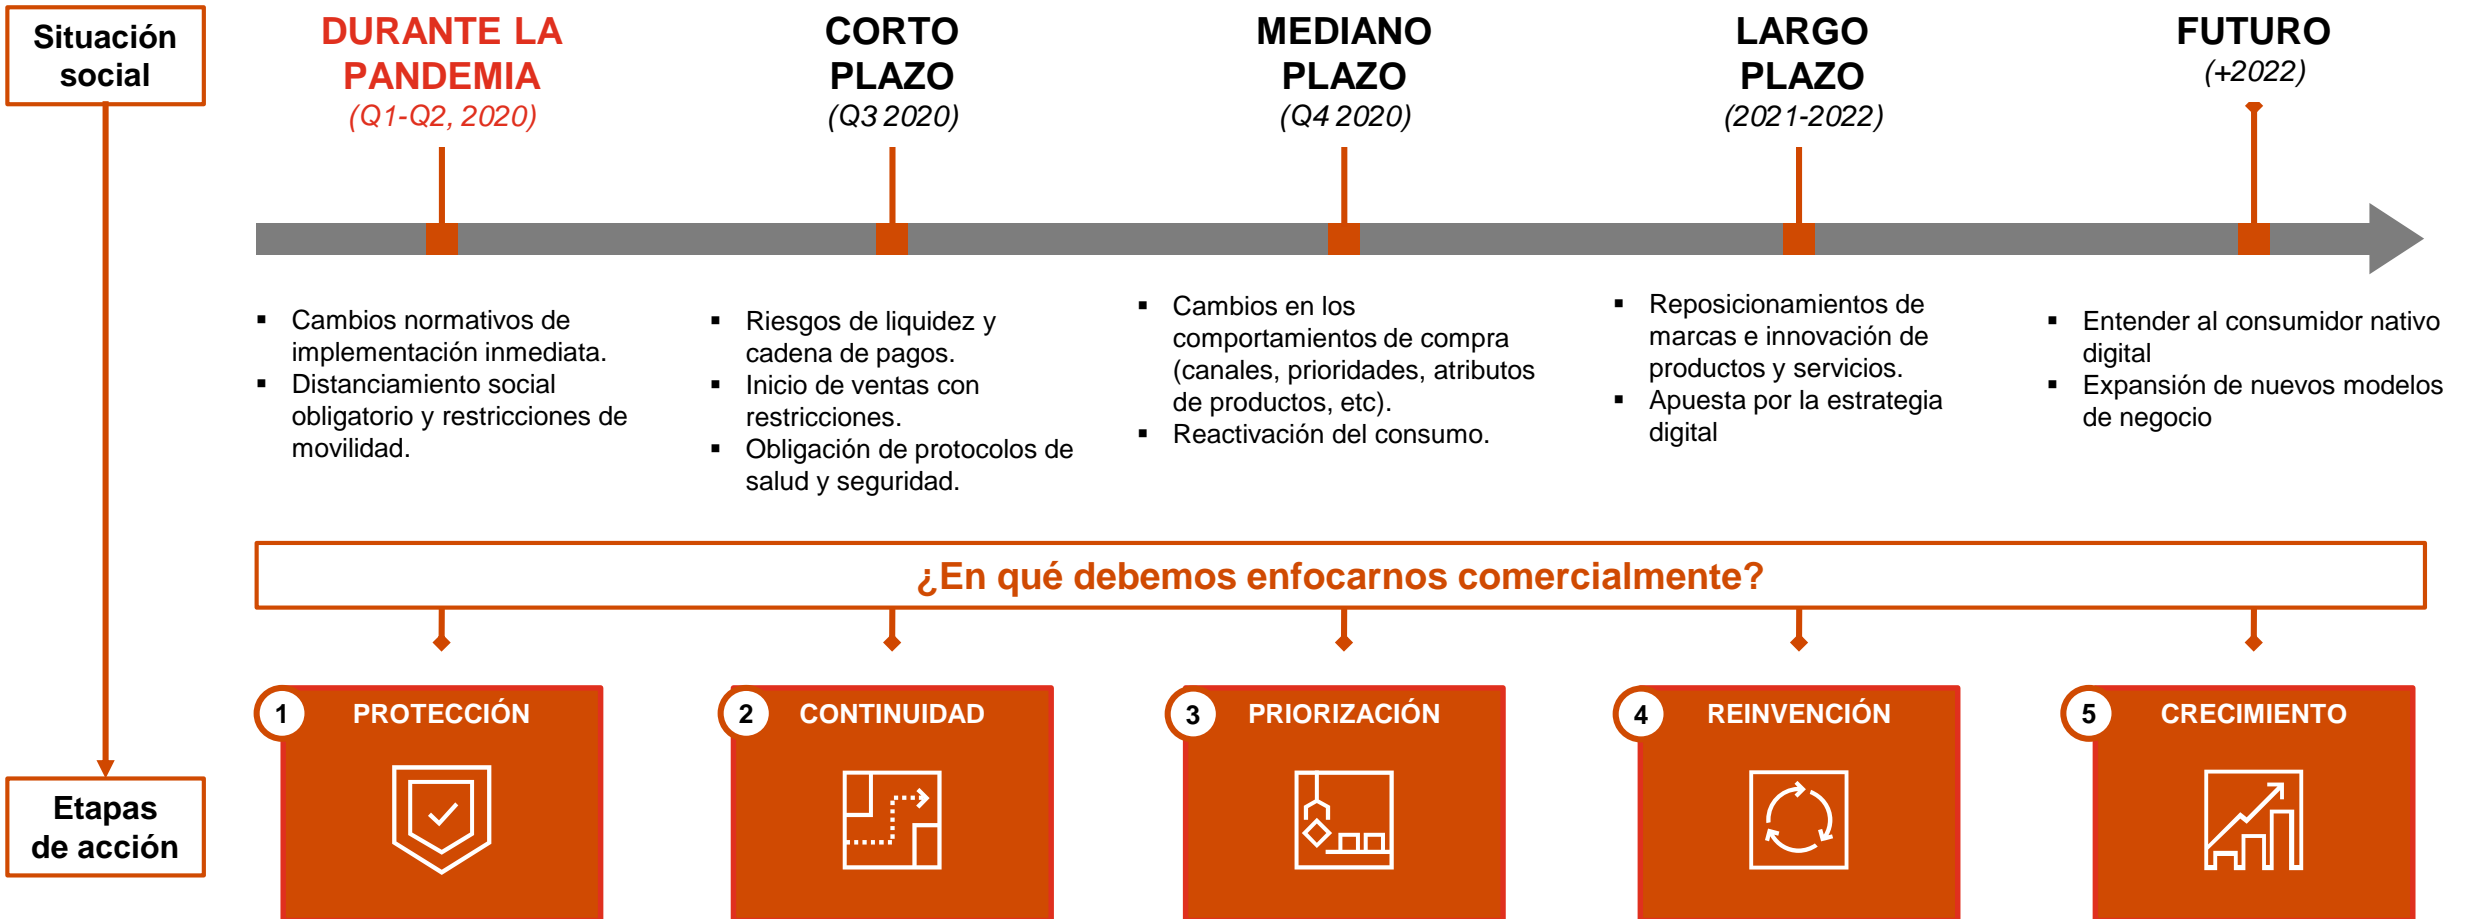 Situación
social
DURANTE LA
PANDEMIA
(Q1-Q2, 2020)
CORTO
PLAZO
(Q3 2020)
MEDIANO
PLAZO
(Q4 2020)
LARGO
PLAZO
(2021-2022)
FUTURO
(+2022)
▪ Cambios normativos de
implementación inmediata.
▪ Distanciamiento social
obligatorio y restricciones de
movilidad.
▪ Riesgos de liquidez y
cadena de pagos.
▪ Inicio de ventas con
restricciones.
▪ Obligación de protocolos de
salud y seguridad.
▪ Cambios en los
comportamientos de compra
(canales, prioridades, atributos
de productos, etc).
▪ Reactivación del consumo.
▪ Reposicionamientos de
marcas e innovación de
productos y servicios.
▪ Apuesta por la estrategia
digital
▪ Entender al consumidor nativo
digital
▪ Expansión de nuevos modelos
de negocio
¿En qué debemos enfocarnos comercialmente?
1 PROTECCIÓN
2 CONTINUIDAD
3 PRIORIZACIÓN
4 REINVENCIÓN
5 CRECIMIENTO
Etapas
de acción